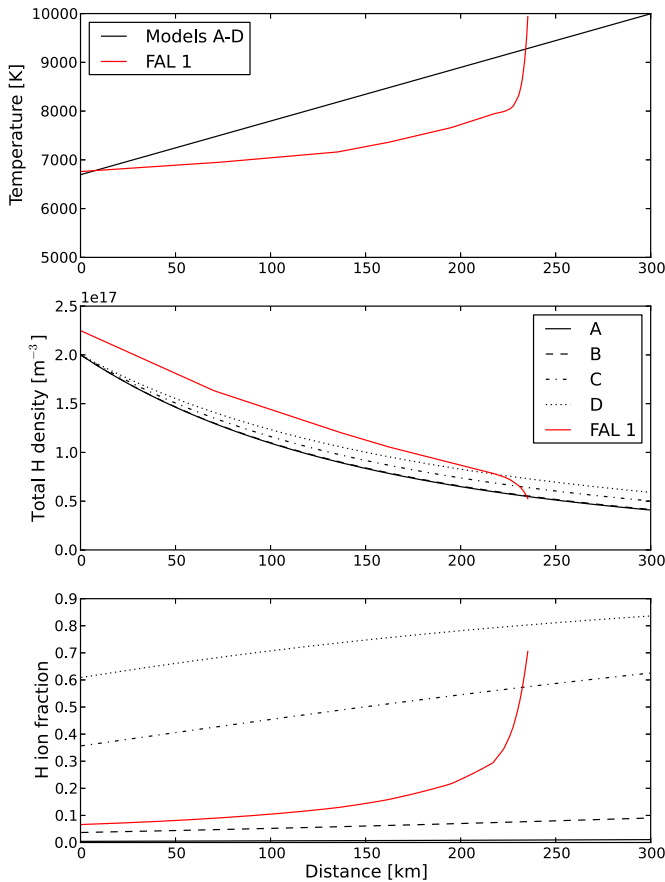 10000
9000
8000
7000
6000
5000
Temperature [K]
Models A-D
FAL 1
0 50 100 150 200 250 300
1e17
2.5
2.0
1.5
1.0
0.5
0.0
Total H density [m⁻³]
A
B
C
D
FAL 1
0 50 100 150 200 250 300
0.9
0.8
0.7
0.6
0.5
0.4
0.3
0.2
0.1
0.0
H ion fraction
0 50 100 150 200 250 300
Distance [km]